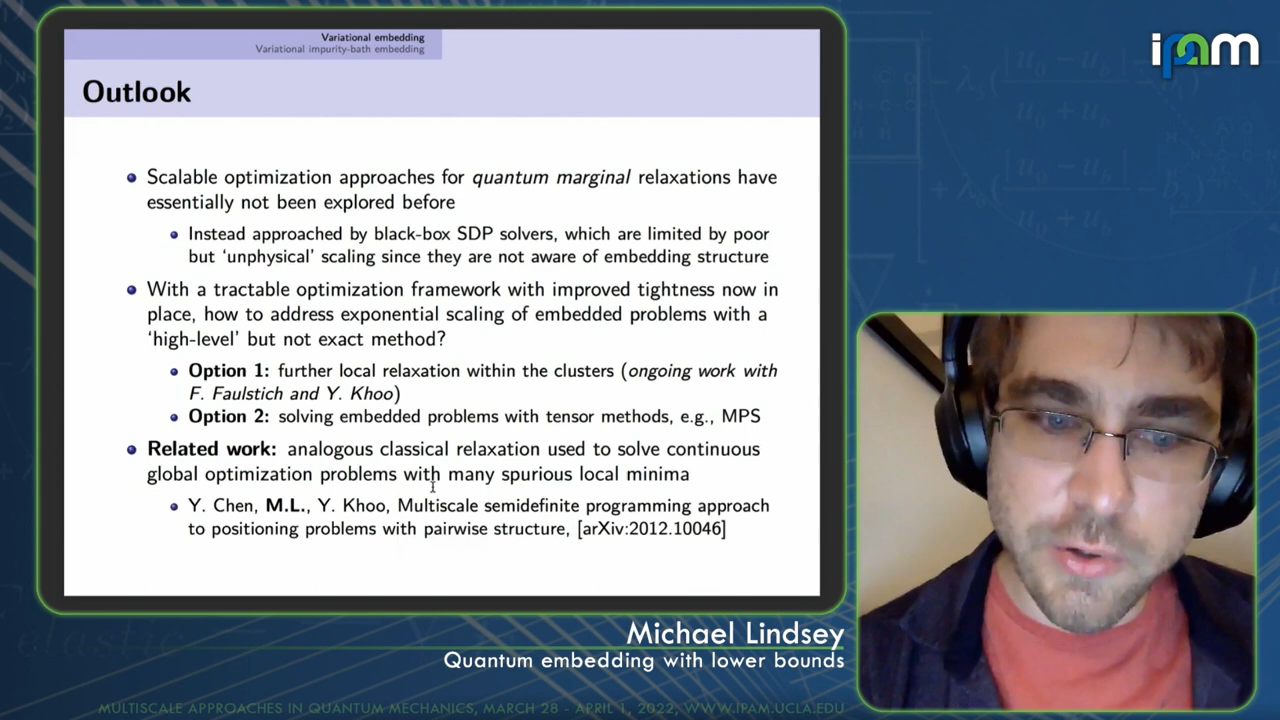 Variational embedding
Variational impurity-bath embedding
Outlook
Scalable optimization approaches for quantum marginal relaxations have
essentially not been explored before
Instead approached by black-box SDP solvers, which are limited by poor
but ‘unphysical’ scaling since they are not aware of embedding structure
With a tractable optimization framework with improved tightness now in
place, how to address exponential scaling of embedded problems with a
‘high-level’ but not exact method?
Option 1: further local relaxation within the clusters (ongoing work with
F. Faulstich and Y. Khoo)
Option 2: solving embedded problems with tensor methods, e.g., MPS
Related work: analogous classical relaxation used to solve continuous
global optimization problems with many spurious local minima
Y. Chen, M.L., Y. Khoo, Multiscale semidefinite programming approach
to positioning problems with pairwise structure, [arXiv:2012.10046]
ipam
Michael Lindsey
Quantum embedding with lower bounds
MULTISCALE APPROACHES IN QUANTUM MECHANICS, MARCH 28 - APRIL 1, 2022, WWW.IPAM.UCLA.EDU